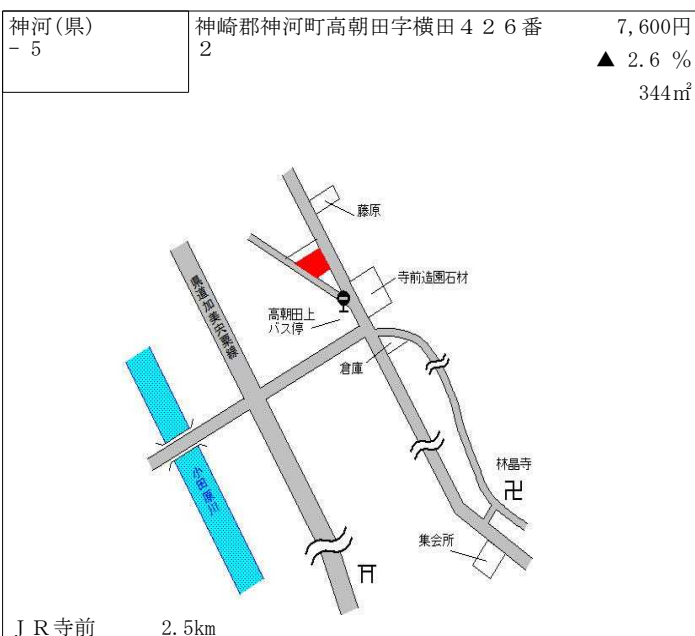 神河(県)
- 5
神崎郡神河町高朝田字横田４２６番
２
7,600円
▲ 2.6 %
344㎡
藤原
寺前造園石材
県道加美宍粟線
高朝田上
バス停
倉庫
小田原川
林晶寺
卍
集会所
ＪＲ寺前 2.5km